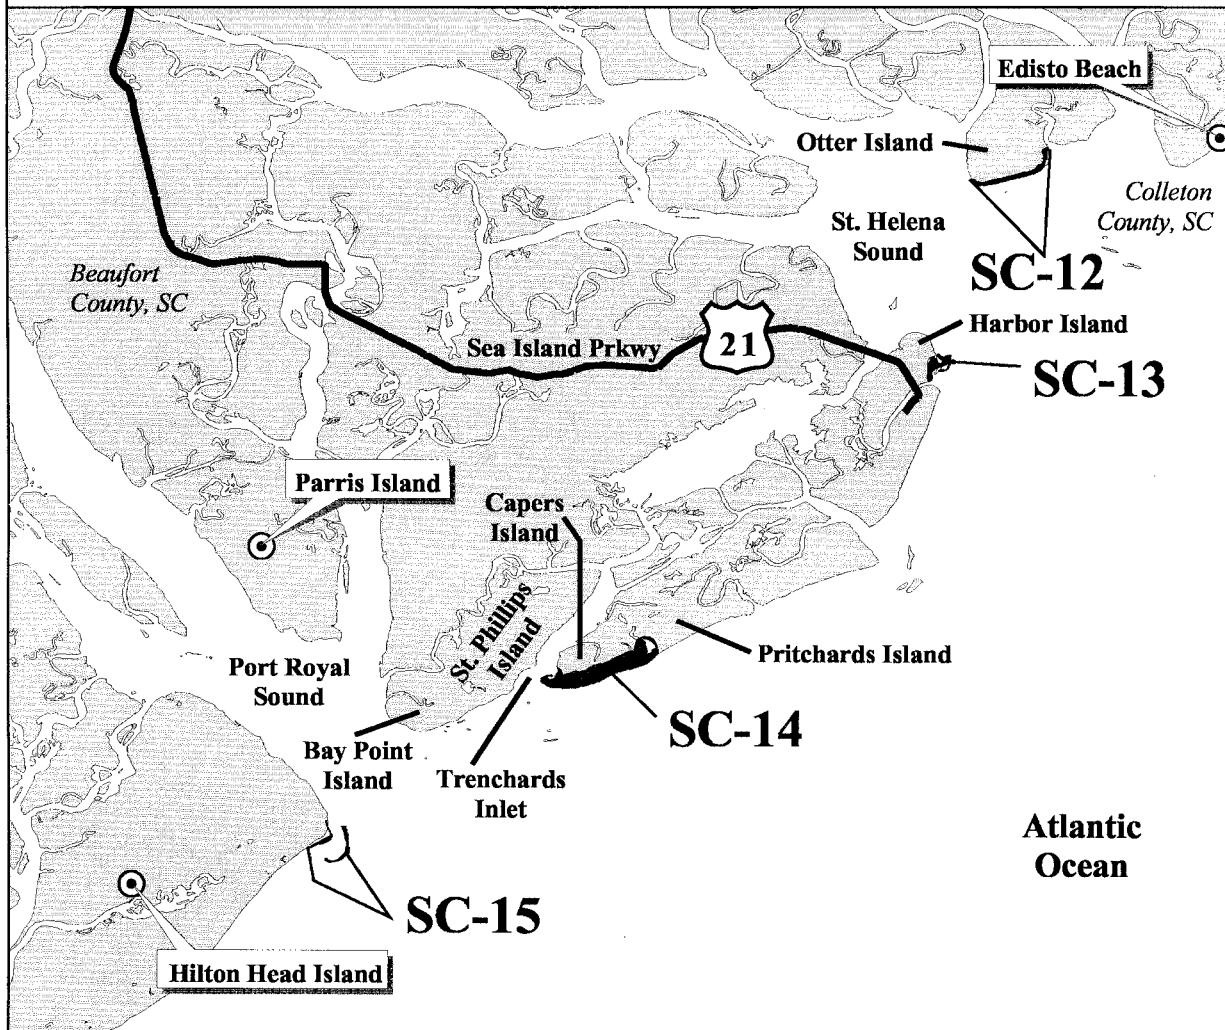 Edisto Beach
Otter Island
Colleton
County, SC
St. Helena
Sound
SC-12
Beaufort
County, SC
Harbor Island
Sea Island Prkwy
21
SC-13
Parris Island
Capers
Island
St. Phillips
Island
Pritchards Island
Port Royal
Sound
SC-14
Bay Point
Island
Trenchards
Inlet
Atlantic
Ocean
SC-15
Hilton Head Island